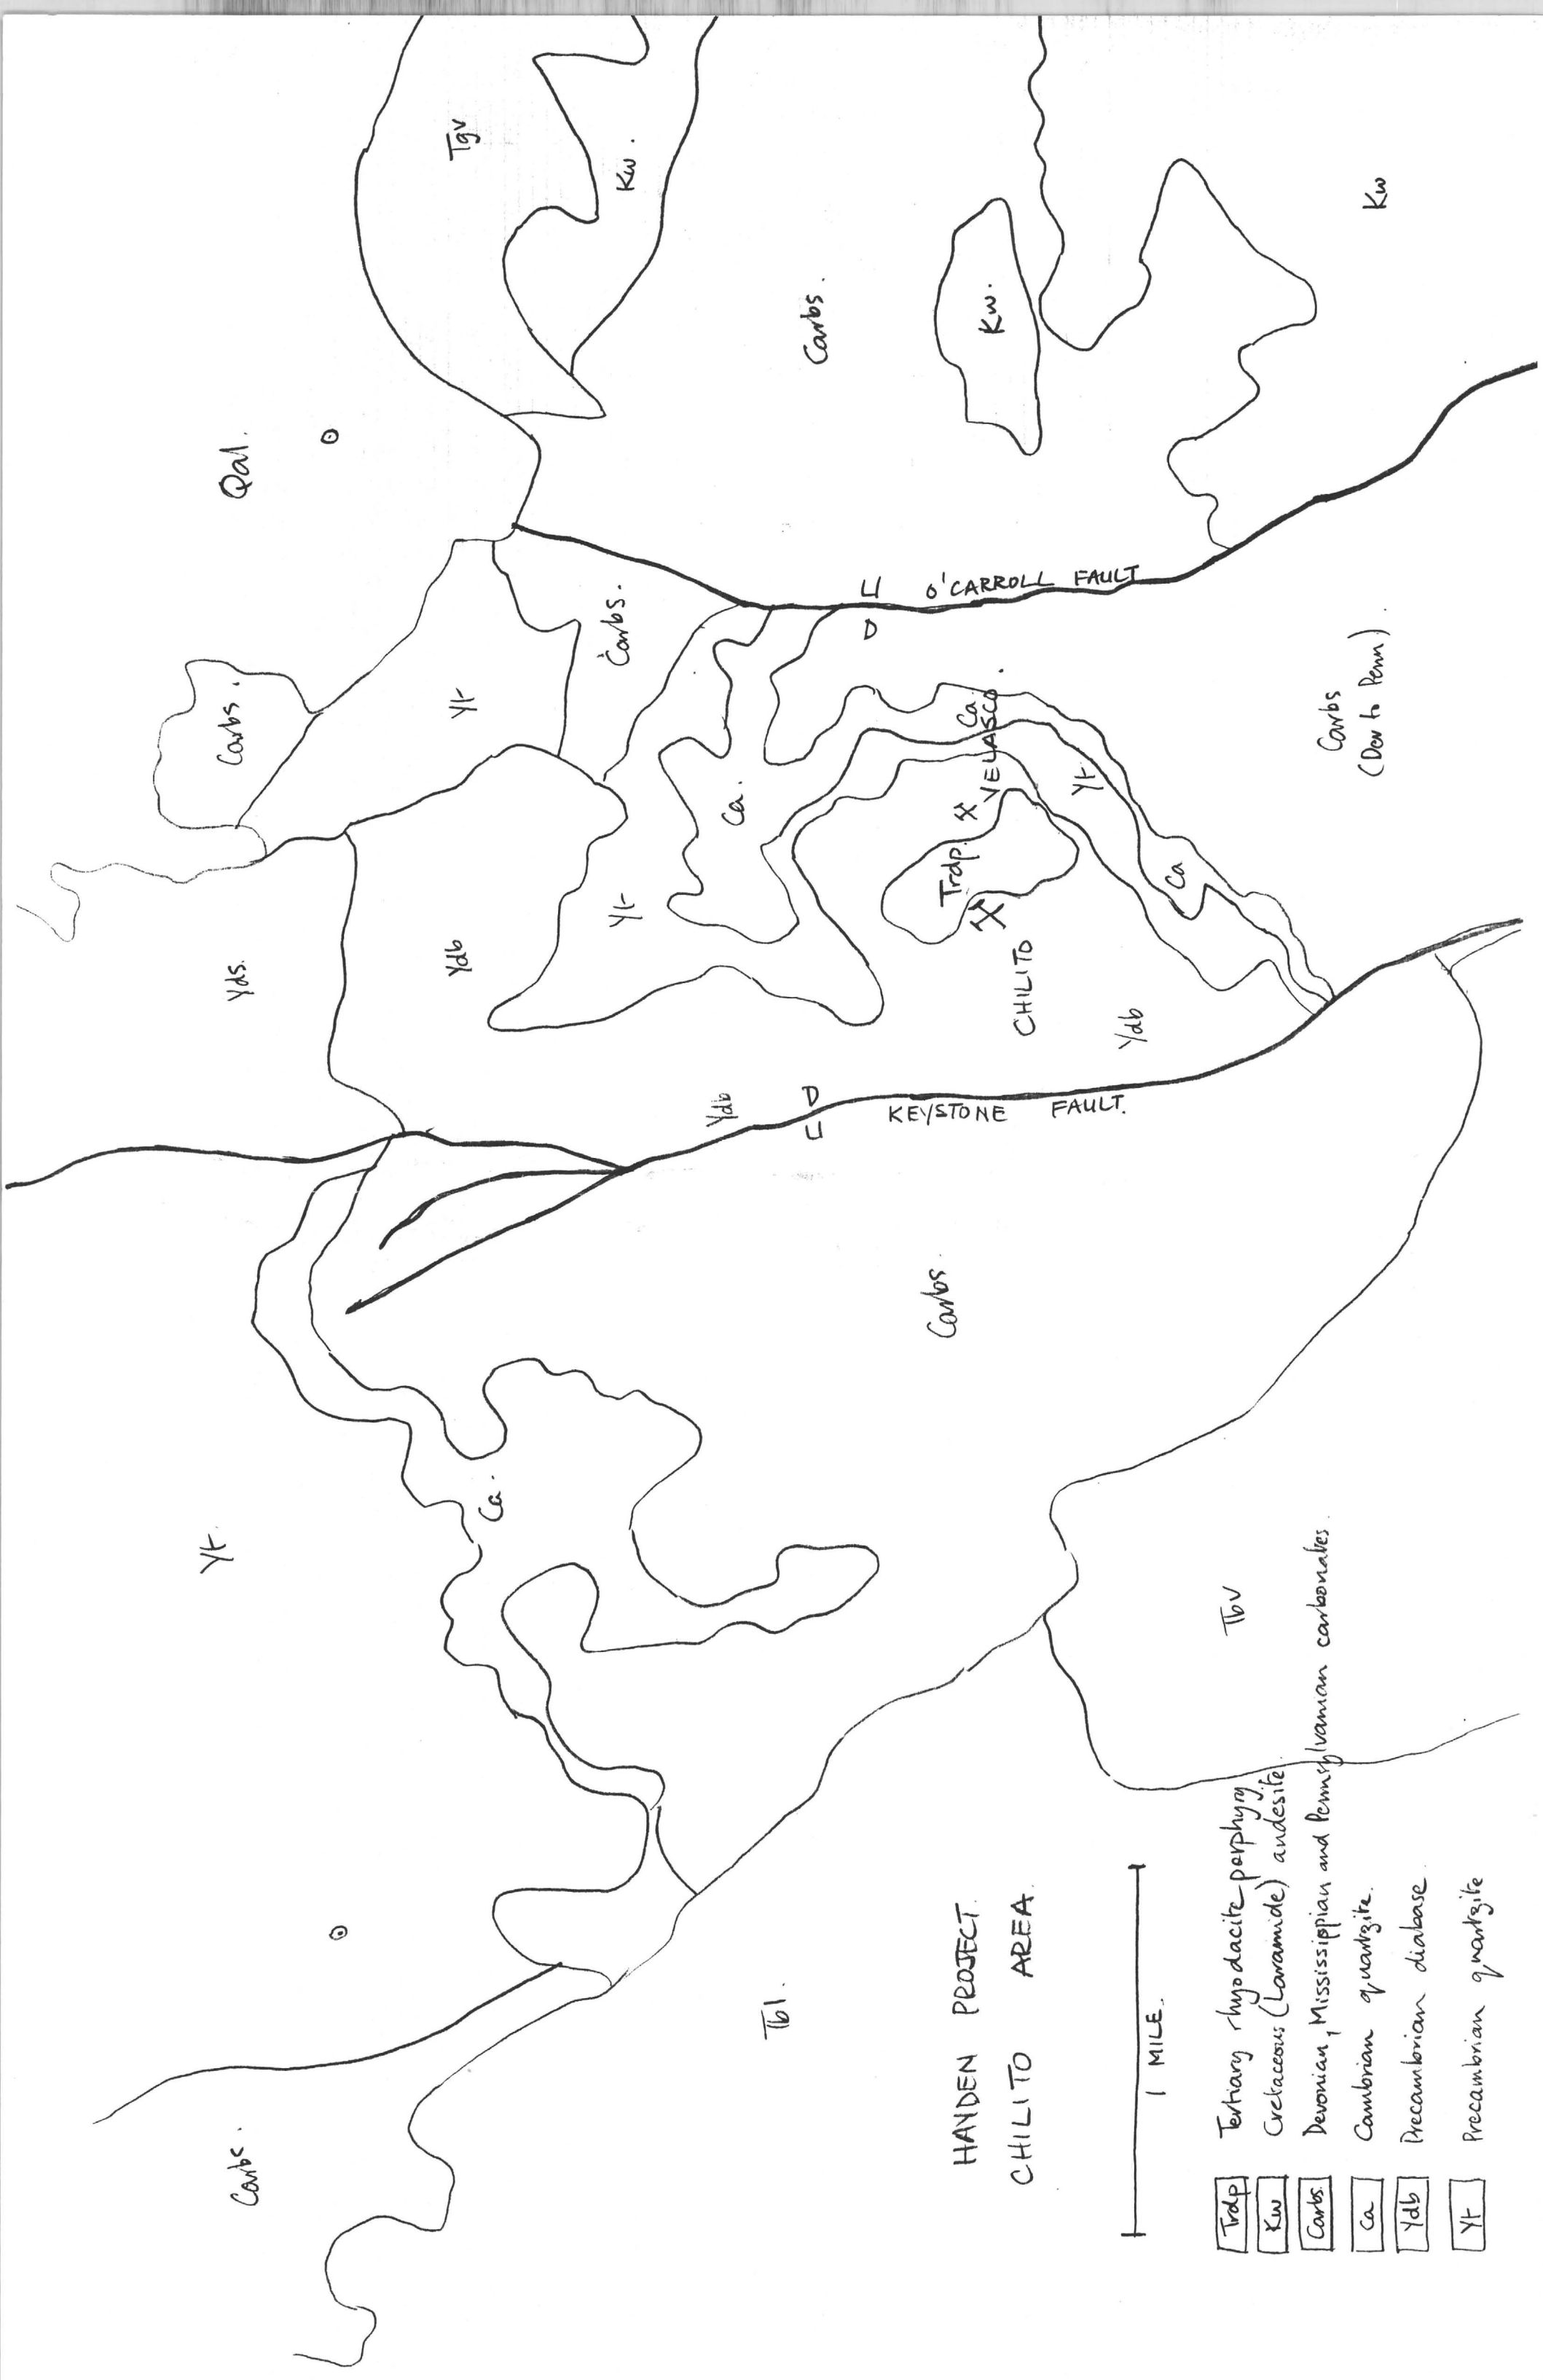 Qal.
Tgv
Kw.
Carbs.
Kw.
Kw
Carbs.
Yt
Carbs.
U
D
O'CARROLL FAULT
Carbs
(Dev to Penn)
Yds.
Ydb
Yt
Ca.
Ca
VELASCO.
Yt
Trdp.
Ca
CHILITO
Ydb
Ydb
D
U
KEYSTONE FAULT.
Yt
Ca.
Carbs
Tbv
Carbs.
Tbl.
HAYDEN PROJECT.
CHILITO AREA.
1 MILE.
Trdp Tertiary rhyodacite porphyry
Kw Cretaceous (Laramide) andesite.
Carbs. Devonian, Mississippian and Pennsylvanian carbonates.
Ca Cambrian quartzite.
Ydb Precambrian diabase.
Yt Precambrian quartzite